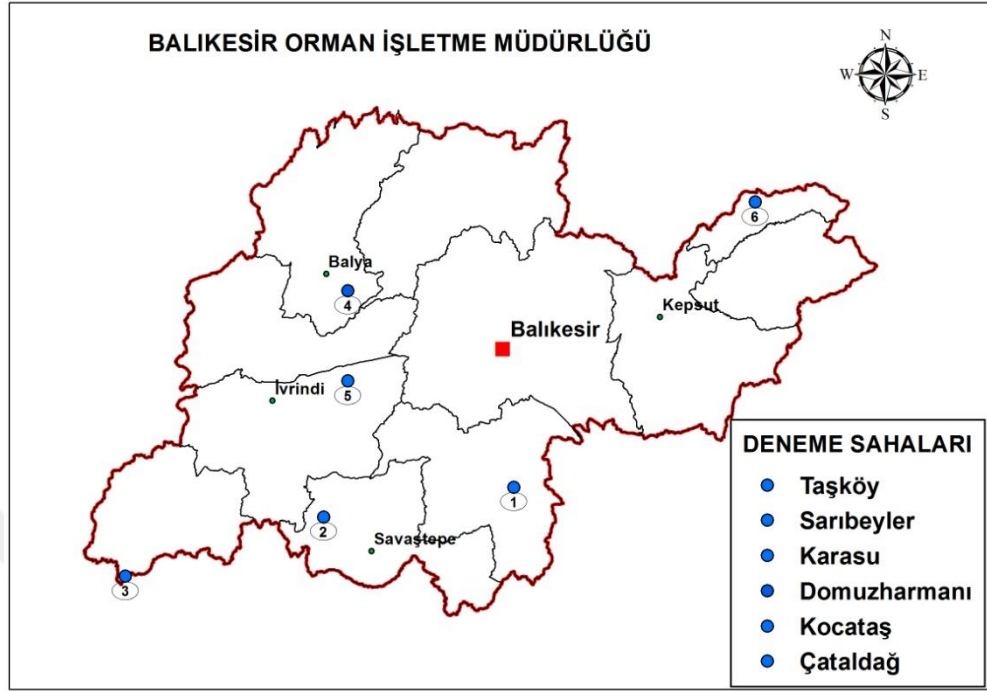 BALIKESİR ORMAN İŞLETME MÜDÜRLÜĞÜ
N
W E
S
6
Balya
4
Kepsut
Balıkesir
İvrindi
5
1
2
Savaştepe
3
DENEME SAHALARI
Taşköy
Sarıbeyler
Karasu
Domuzharmanı
Kocataş
Çataldağ